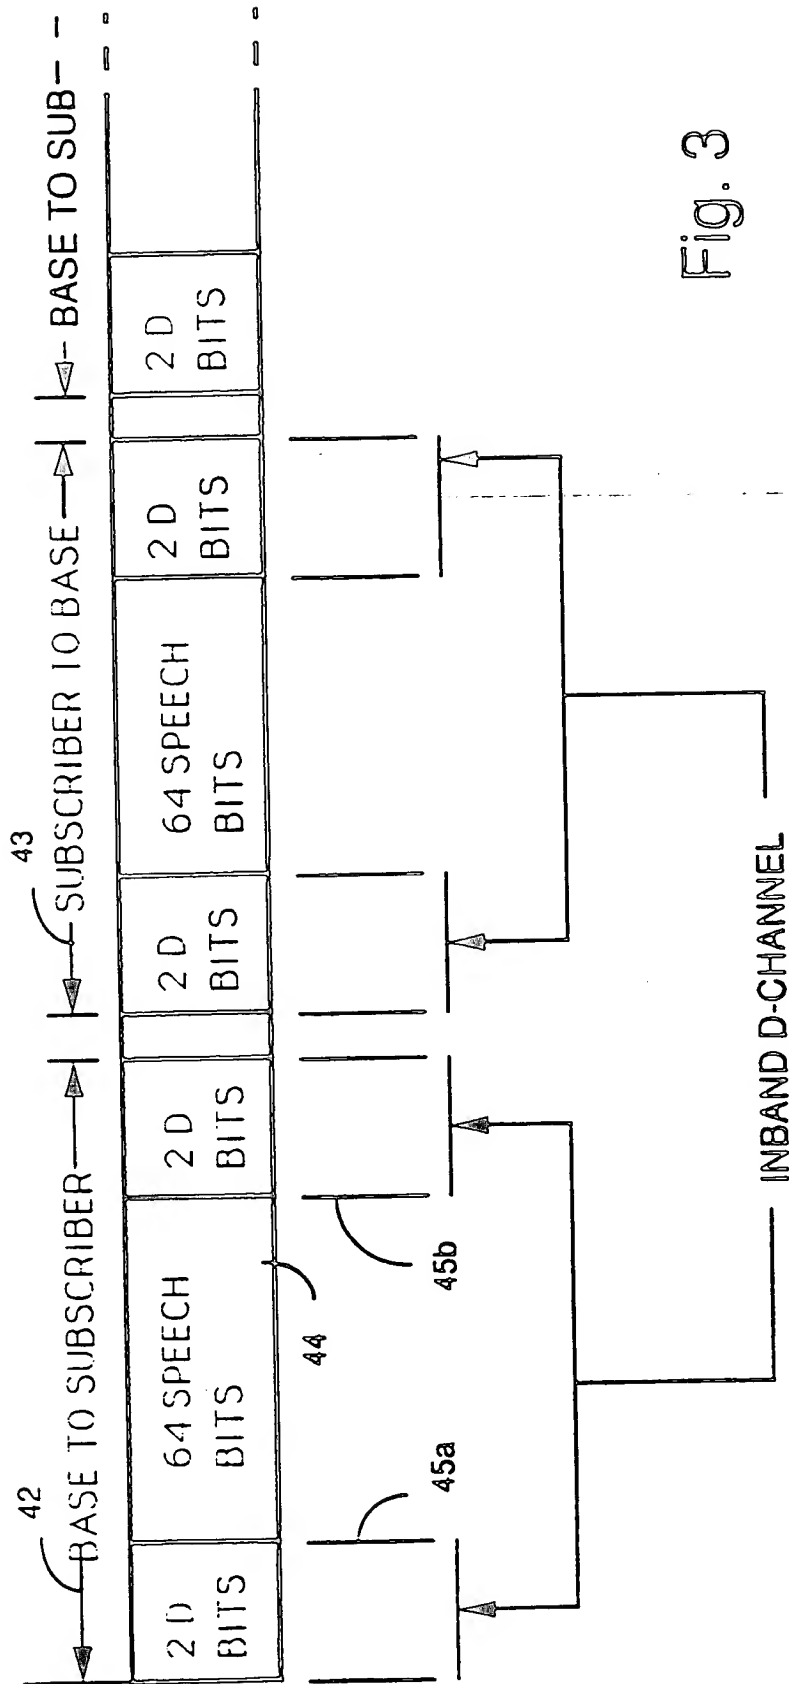 42
43
BASE TO SUBSCRIBER
SUBSCRIBER TO BASE
BASE TO SUB
2 D
BITS
64 SPEECH
BITS
2 D
BITS
2 D
BITS
64 SPEECH
BITS
2 D
BITS
2 D
BITS
44
45a
45b
INBAND D-CHANNEL
Fig. 3